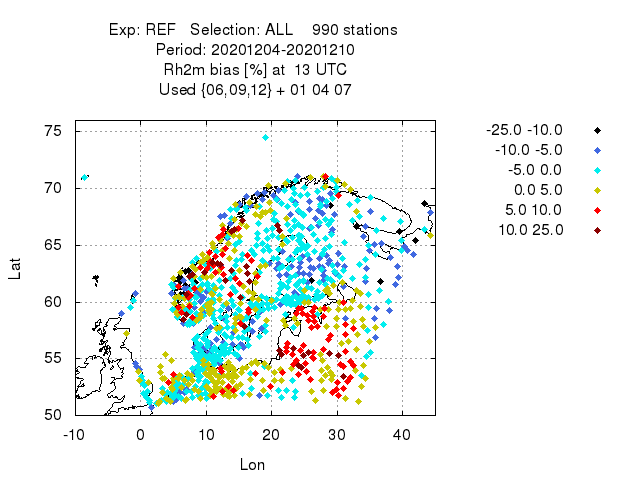 Exp: REF   Selection: ALL    990 stations
Period: 20201204-20201210
Rh2m bias [%] at  13 UTC
Used {06,09,12} + 01 04 07
-25.0 -10.0
-10.0 -5.0
-5.0 0.0
0.0 5.0
5.0 10.0
10.0 25.0
75
70
65
60
55
50
Lat
-10 0 10 20 30 40
Lon